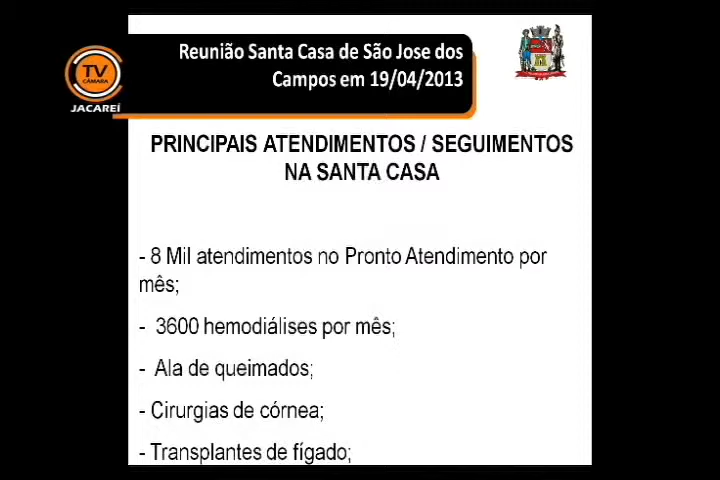 Reunião Santa Casa de São Jose dos
Campos em 19/04/2013
TV
CÂMARA
JACAREÍ
PRINCIPAIS ATENDIMENTOS / SEGUIMENTOS
NA SANTA CASA
- 8 Mil atendimentos no Pronto Atendimento por
mês;
- 3600 hemodiálises por mês;
- Ala de queimados;
- Cirurgias de córnea;
- Transplantes de fígado;